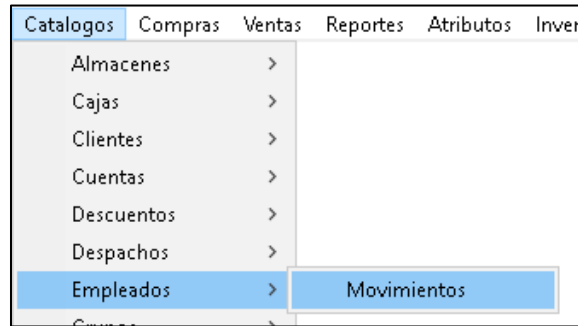 Catalogos Compras Ventas Reportes Atributos
Almacenes >
Cajas >
Clientes >
Cuentas >
Descuentos >
Despachos >
Empleados > Movimientos